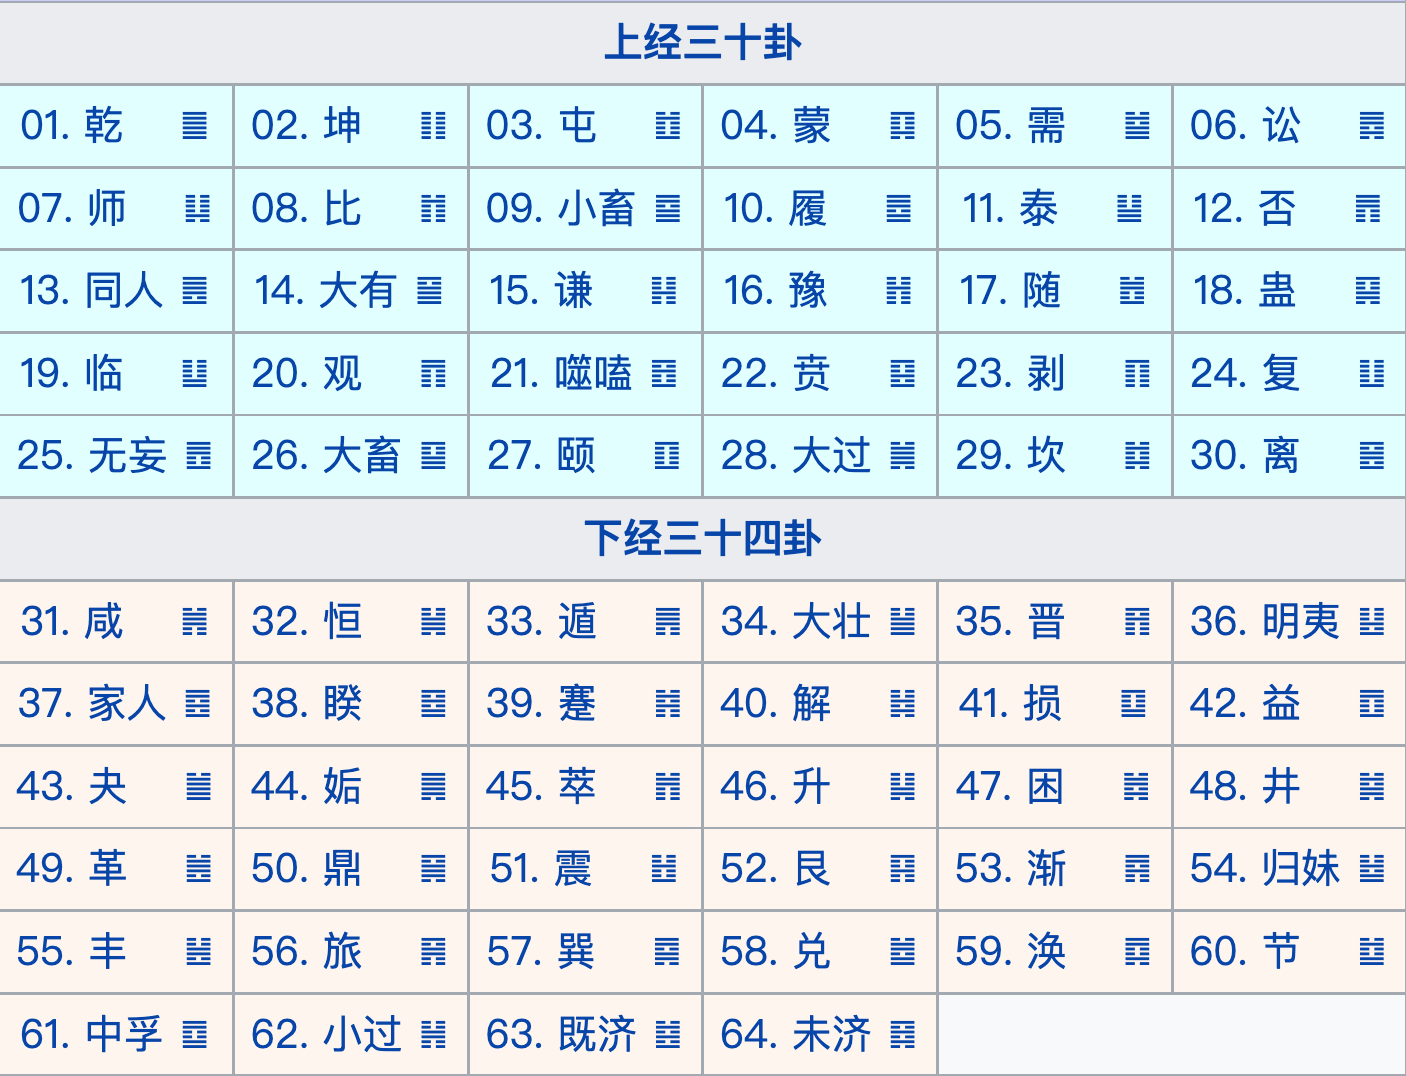 上经三十卦
01. 乾 ䷀ 02. 坤 ䷁ 03. 屯 ䷂ 04. 蒙 ䷃ 05. 需 ䷄ 06. 讼 ䷅
07. 师 ䷆ 08. 比 ䷇ 09. 小畜 ䷈ 10. 履 ䷉ 11. 泰 ䷊ 12. 否 ䷋
13. 同人 ䷌ 14. 大有 ䷍ 15. 谦 ䷎ 16. 豫 ䷏ 17. 随 ䷐ 18. 蛊 ䷑
19. 临 ䷒ 20. 观 ䷓ 21. 噬嗑 ䷔ 22. 贲 ䷕ 23. 剥 ䷖ 24. 复 ䷗
25. 无妄 ䷘ 26. 大畜 ䷙ 27. 颐 ䷚ 28. 大过 ䷛ 29. 坎 ䷜ 30. 离 ䷝
下经三十四卦
31. 咸 ䷞ 32. 恒 ䷟ 33. 遁 ䷠ 34. 大壮 ䷡ 35. 晋 ䷢ 36. 明夷 ䷣
37. 家人 ䷤ 38. 睽 ䷥ 39. 蹇 ䷦ 40. 解 ䷧ 41. 损 ䷨ 42. 益 ䷩
43. 夬 ䷪ 44. 姤 ䷫ 45. 萃 ䷬ 46. 升 ䷭ 47. 困 ䷮ 48. 井 ䷯
49. 革 ䷰ 50. 鼎 ䷱ 51. 震 ䷲ 52. 艮 ䷳ 53. 渐 ䷴ 54. 归妹 ䷵
55. 丰 ䷶ 56. 旅 ䷷ 57. 巽 ䷸ 58. 兑 ䷹ 59. 涣 ䷺ 60. 节 ䷻
61. 中孚 ䷼ 62. 小过 ䷽ 63. 既济 ䷾ 64. 未济 ䷿